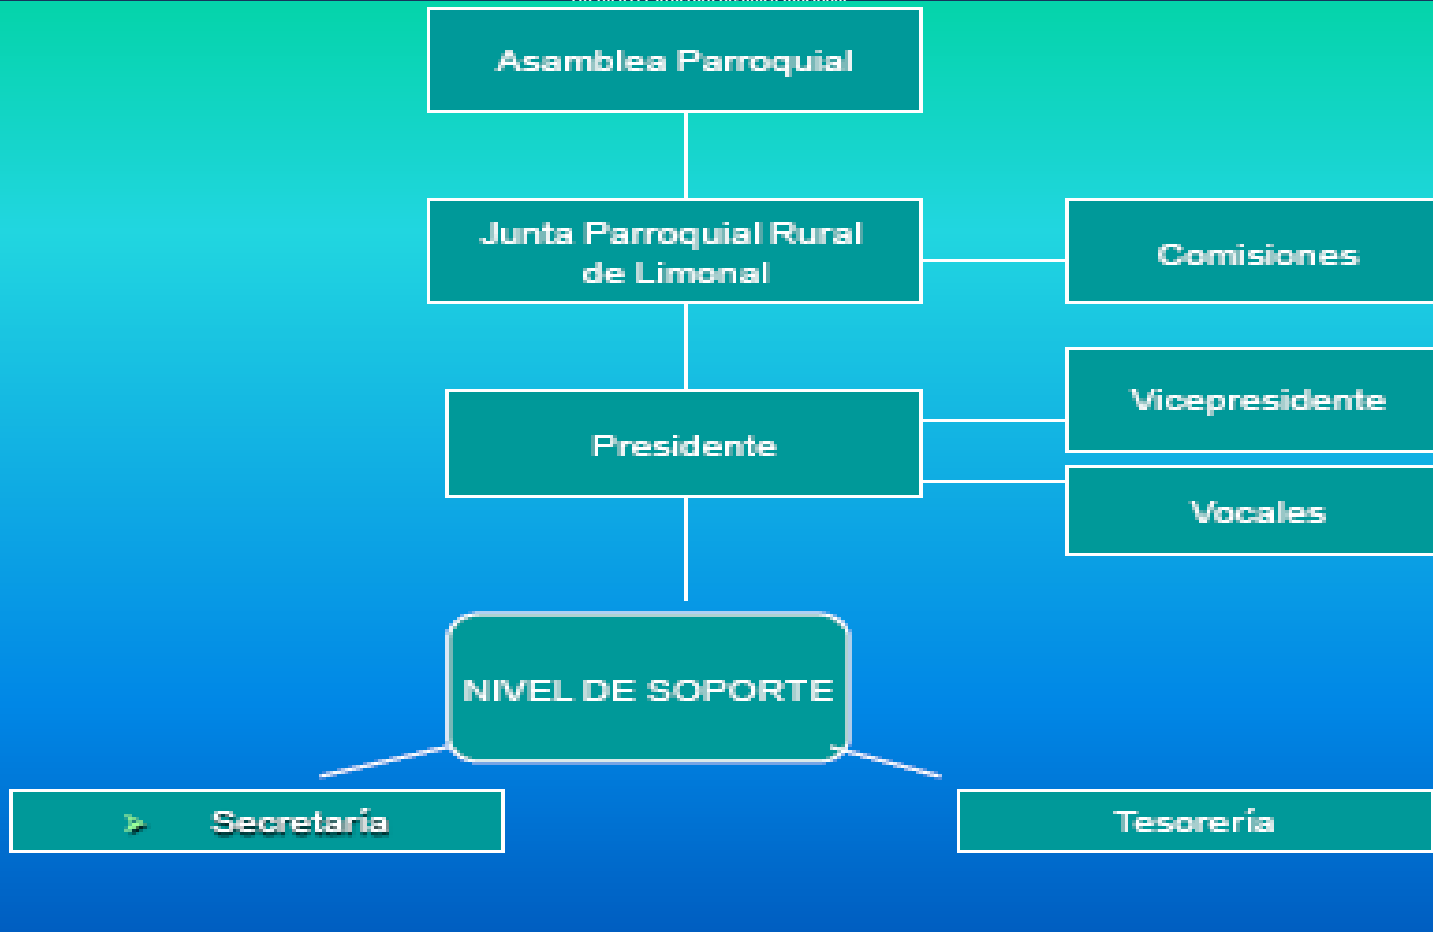 Asamblea Parroquial
Junta Parroquial Rural
de Limonal
Comisiones
Vicepresidente
Presidente
Vocales
NIVEL DE SOPORTE
➢ Secretaría
Tesorería